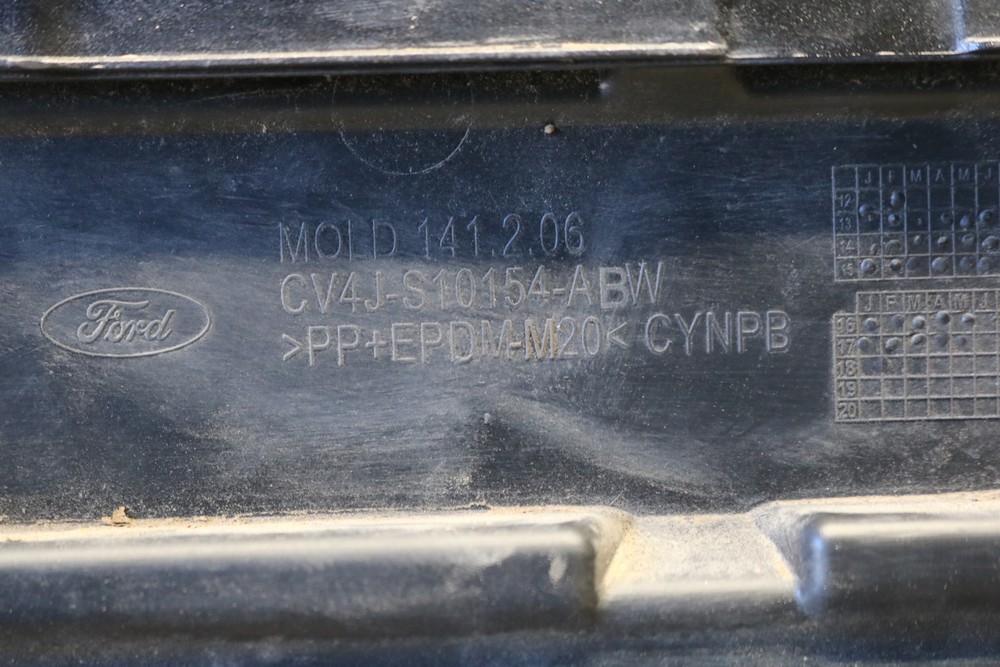 MOLD 141.2.06
CV4J-S10154-ABW
>PP+EPDM-M20< CYNPB
Ford
J F M A M J
12
13
14
15
J F M A M J
16
17
18
19
20